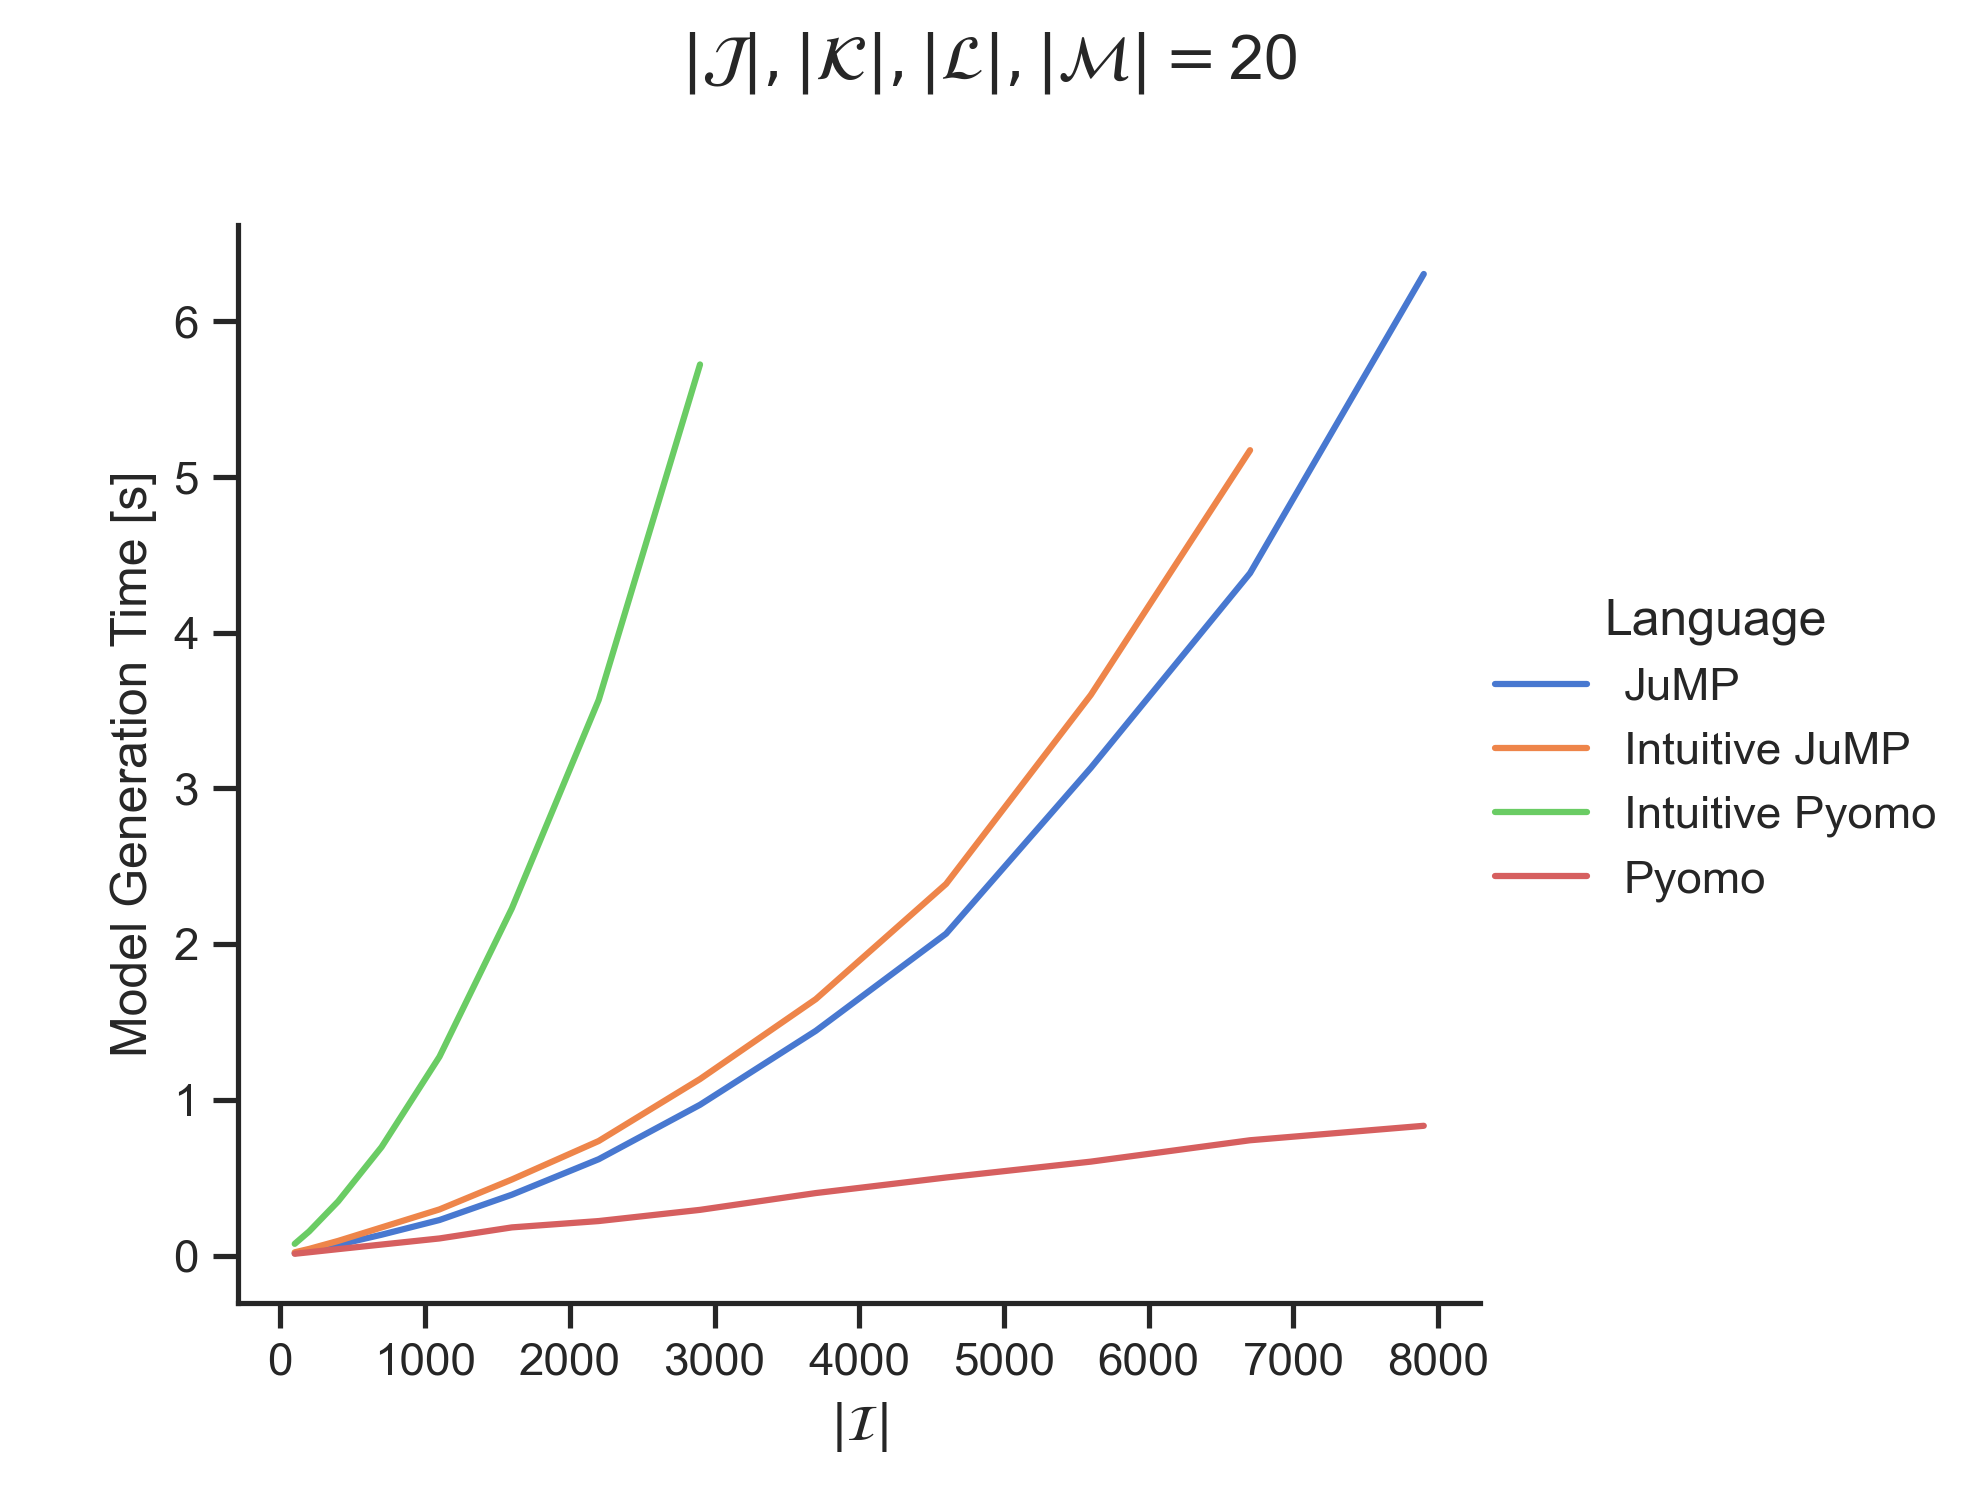 |𝒥|, |𝒦|, |ℒ|, |ℳ| = 20
Model Generation Time [s]
6
5
4
3
2
1
0
0 1000 2000 3000 4000 5000 6000 7000 8000
|ℐ|
Language
JuMP
Intuitive JuMP
Intuitive Pyomo
Pyomo